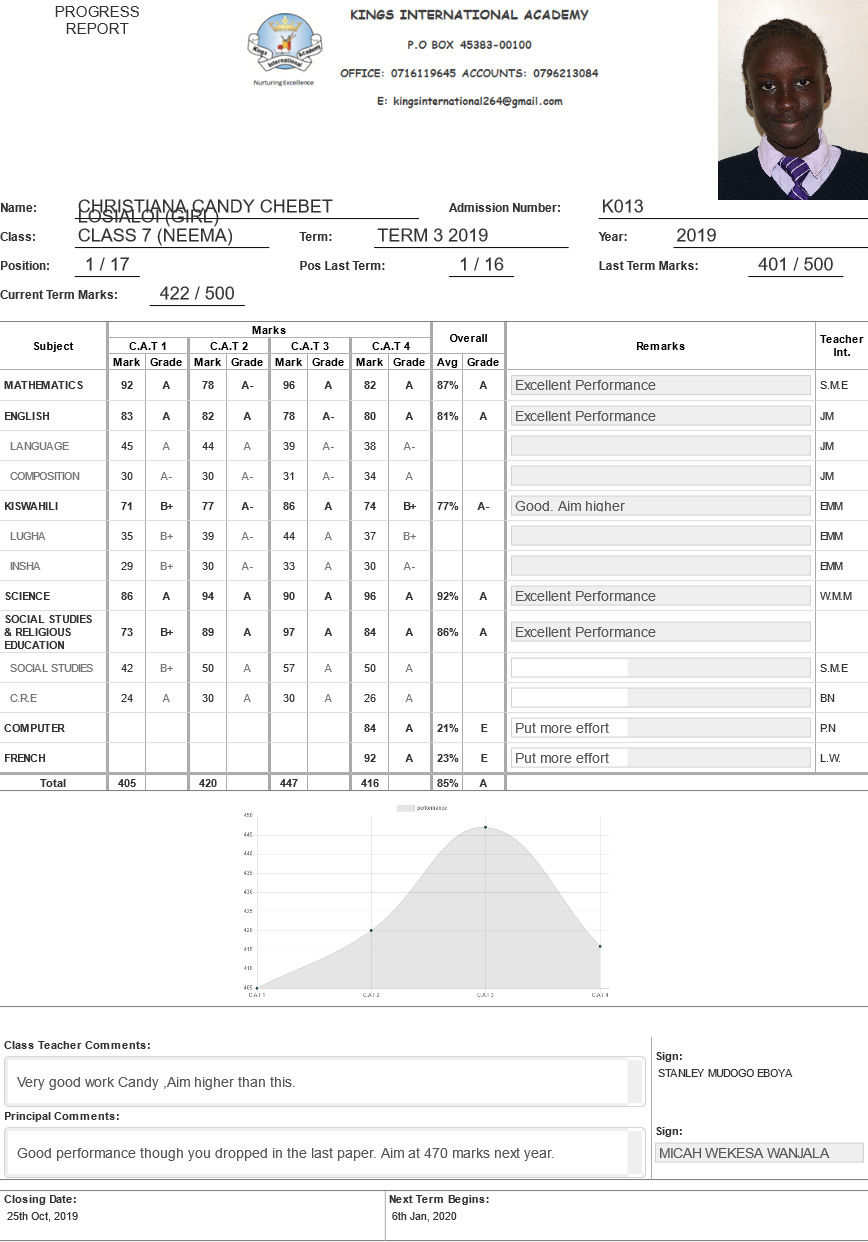 PROGRESS
REPORT
Kings International Academy
Nurturing Excellence
KINGS INTERNATIONAL ACADEMY
P.O BOX 45383-00100
OFFICE: 0716119645 ACCOUNTS: 0796213084
E: kingsinternational264@gmail.com
Name: CHRISTIANA CANDY CHEBET LOSIALOI (GIRL) Admission Number: K013
Class: CLASS 7 (NEEMA) Term: TERM 3 2019 Year: 2019
Position: 1 / 17 Pos Last Term: 1 / 16 Last Term Marks: 401 / 500
Current Term Marks: 422 / 500
Subject Marks Overall Remarks Teacher Int.
C.A.T 1 C.A.T 2 C.A.T 3 C.A.T 4
Mark Grade Mark Grade Mark Grade Mark Grade Avg Grade
MATHEMATICS 92 A 78 A- 96 A 82 A 87% A Excellent Performance S.M.E
ENGLISH 83 A 82 A 78 A- 80 A 81% A Excellent Performance JM
LANGUAGE 45 A 44 A 39 A- 38 A- JM
COMPOSITION 30 A- 30 A- 31 A- 34 A JM
KISWAHILI 71 B+ 77 A- 86 A 74 B+ 77% A- Good. Aim higher EMM
LUGHA 35 B+ 39 A- 44 A 37 B+ EMM
INSHA 29 B+ 30 A- 33 A 30 A- EMM
SCIENCE 86 A 94 A 90 A 96 A 92% A Excellent Performance W.M.M
SOCIAL STUDIES & RELIGIOUS EDUCATION 73 B+ 89 A 97 A 84 A 86% A Excellent Performance
SOCIAL STUDIES 42 B+ 50 A 57 A 50 A S.M.E
C.R.E 24 A 30 A 30 A 26 A BN
COMPUTER 84 A 21% E Put more effort P.N
FRENCH 92 A 23% E Put more effort L.W.
Total 405 420 447 416 85% A
performance
450
445
440
435
430
425
420
415
410
405
C.A.T 1 C.A.T 2 C.A.T 3 C.A.T 4
Class Teacher Comments:
Very good work Candy ,Aim higher than this.
Sign:
STANLEY MUDOGO EBOYA
Principal Comments:
Good performance though you dropped in the last paper. Aim at 470 marks next year.
Sign:
MICAH WEKESA WANJALA
Closing Date:
25th Oct, 2019
Next Term Begins:
6th Jan, 2020